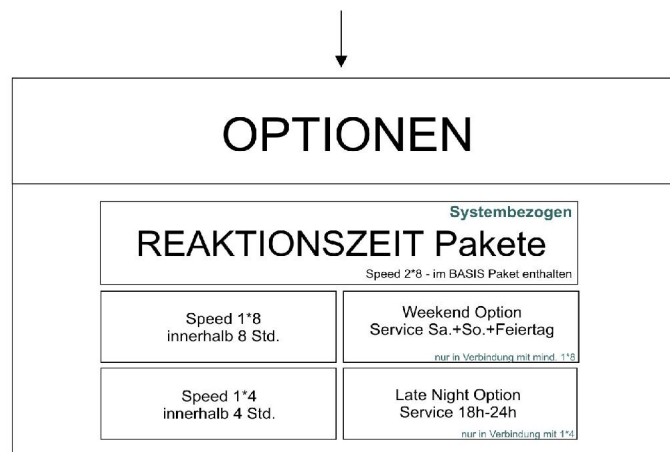 OPTIONEN
Systembezogen
REAKTIONSZEIT Pakete
Speed 2*8 - im BASIS Paket enthalten
Speed 1*8
innerhalb 8 Std.
Weekend Option
Service Sa.+So.+Feiertag
nur in Verbindung mit mind. 1*8
Speed 1*4
innerhalb 4 Std.
Late Night Option
Service 18h-24h
nur in Verbindung mit 1*4